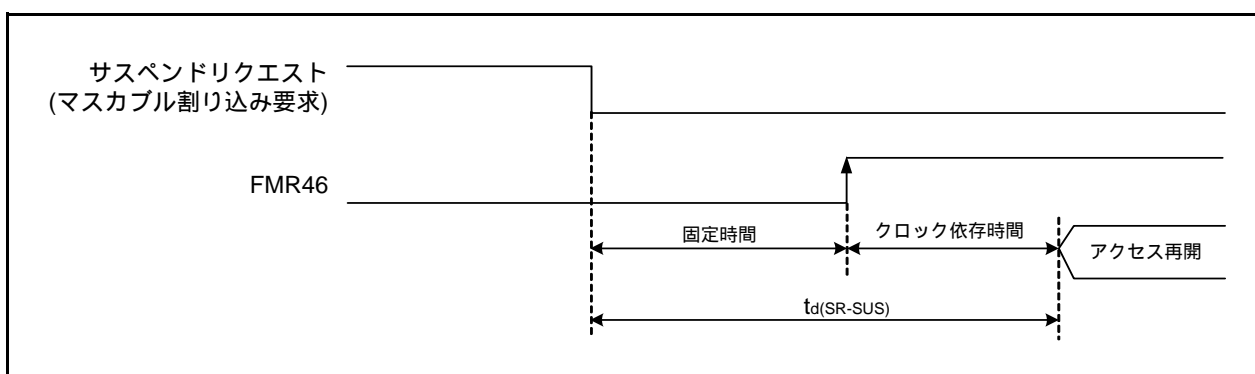 サスペンドリクエスト
(マスカブル割り込み要求)
FMR46
固定時間
クロック依存時間
アクセス再開
td(SR-SUS)